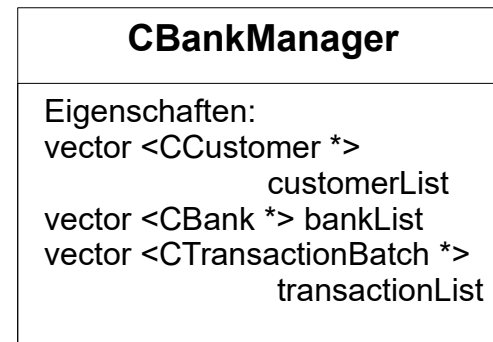 CBankManager
Eigenschaften:
vector <CCustomer *>
customerList
vector <CBank *> bankList
vector <CTransactionBatch *>
transactionList